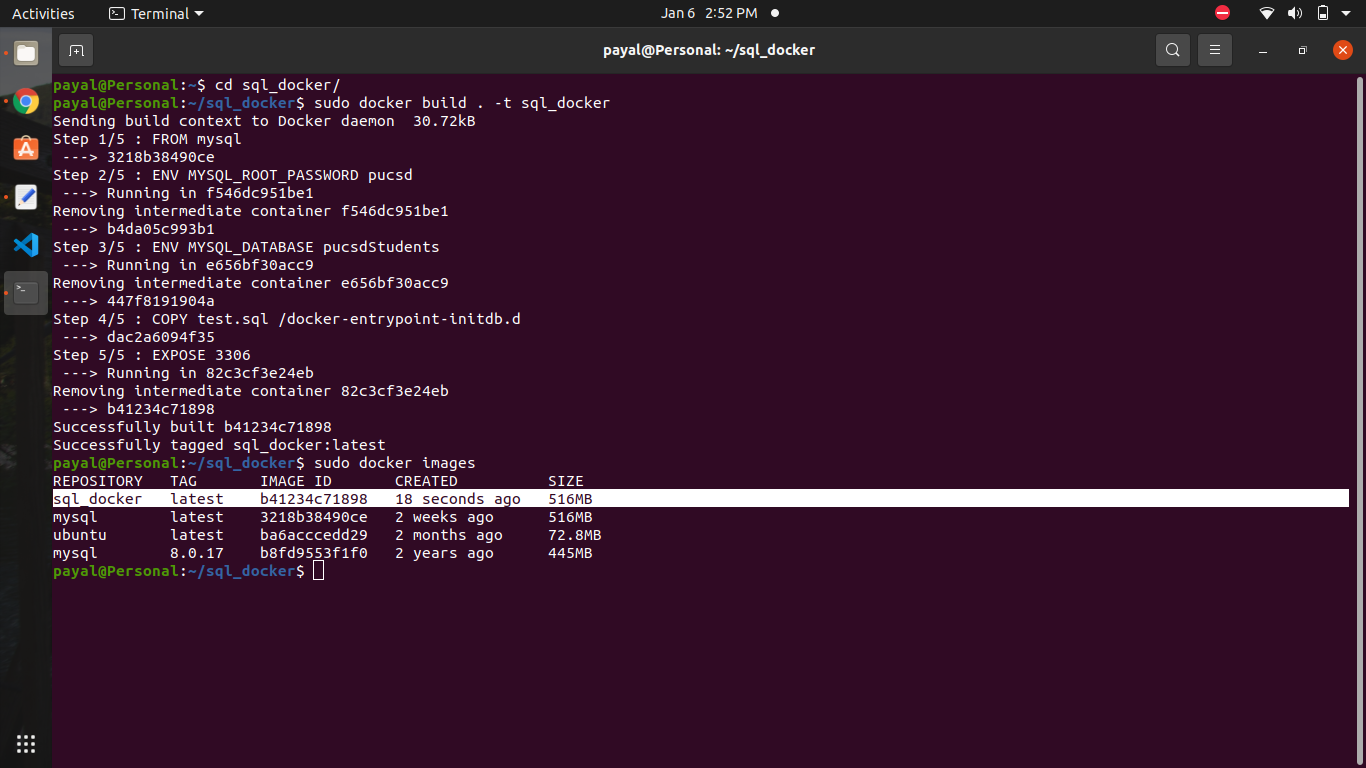 Activities Terminal Jan 6 2:52 PM
payal@Personal: ~/sql_docker
payal@Personal:~$ cd sql_docker/
payal@Personal:~/sql_docker$ sudo docker build . -t sql_docker
Sending build context to Docker daemon  30.72kB
Step 1/5 : FROM mysql
 ---> 3218b38490ce
Step 2/5 : ENV MYSQL_ROOT_PASSWORD pucsd
 ---> Running in f546dc951be1
Removing intermediate container f546dc951be1
 ---> b4da05c993b1
Step 3/5 : ENV MYSQL_DATABASE pucsdStudents
 ---> Running in e656bf30acc9
Removing intermediate container e656bf30acc9
 ---> 447f8191904a
Step 4/5 : COPY test.sql /docker-entrypoint-initdb.d
 ---> dac2a6094f35
Step 5/5 : EXPOSE 3306
 ---> Running in 82c3cf3e24eb
Removing intermediate container 82c3cf3e24eb
 ---> b41234c71898
Successfully built b41234c71898
Successfully tagged sql_docker:latest
payal@Personal:~/sql_docker$ sudo docker images
REPOSITORY   TAG       IMAGE ID       CREATED          SIZE
sql_docker   latest    b41234c71898   18 seconds ago   516MB
mysql        latest    3218b38490ce   2 weeks ago      516MB
ubuntu       latest    ba6acccedd29   2 months ago     72.8MB
mysql        8.0.17    b8fd9553f1f0   2 years ago      445MB
payal@Personal:~/sql_docker$